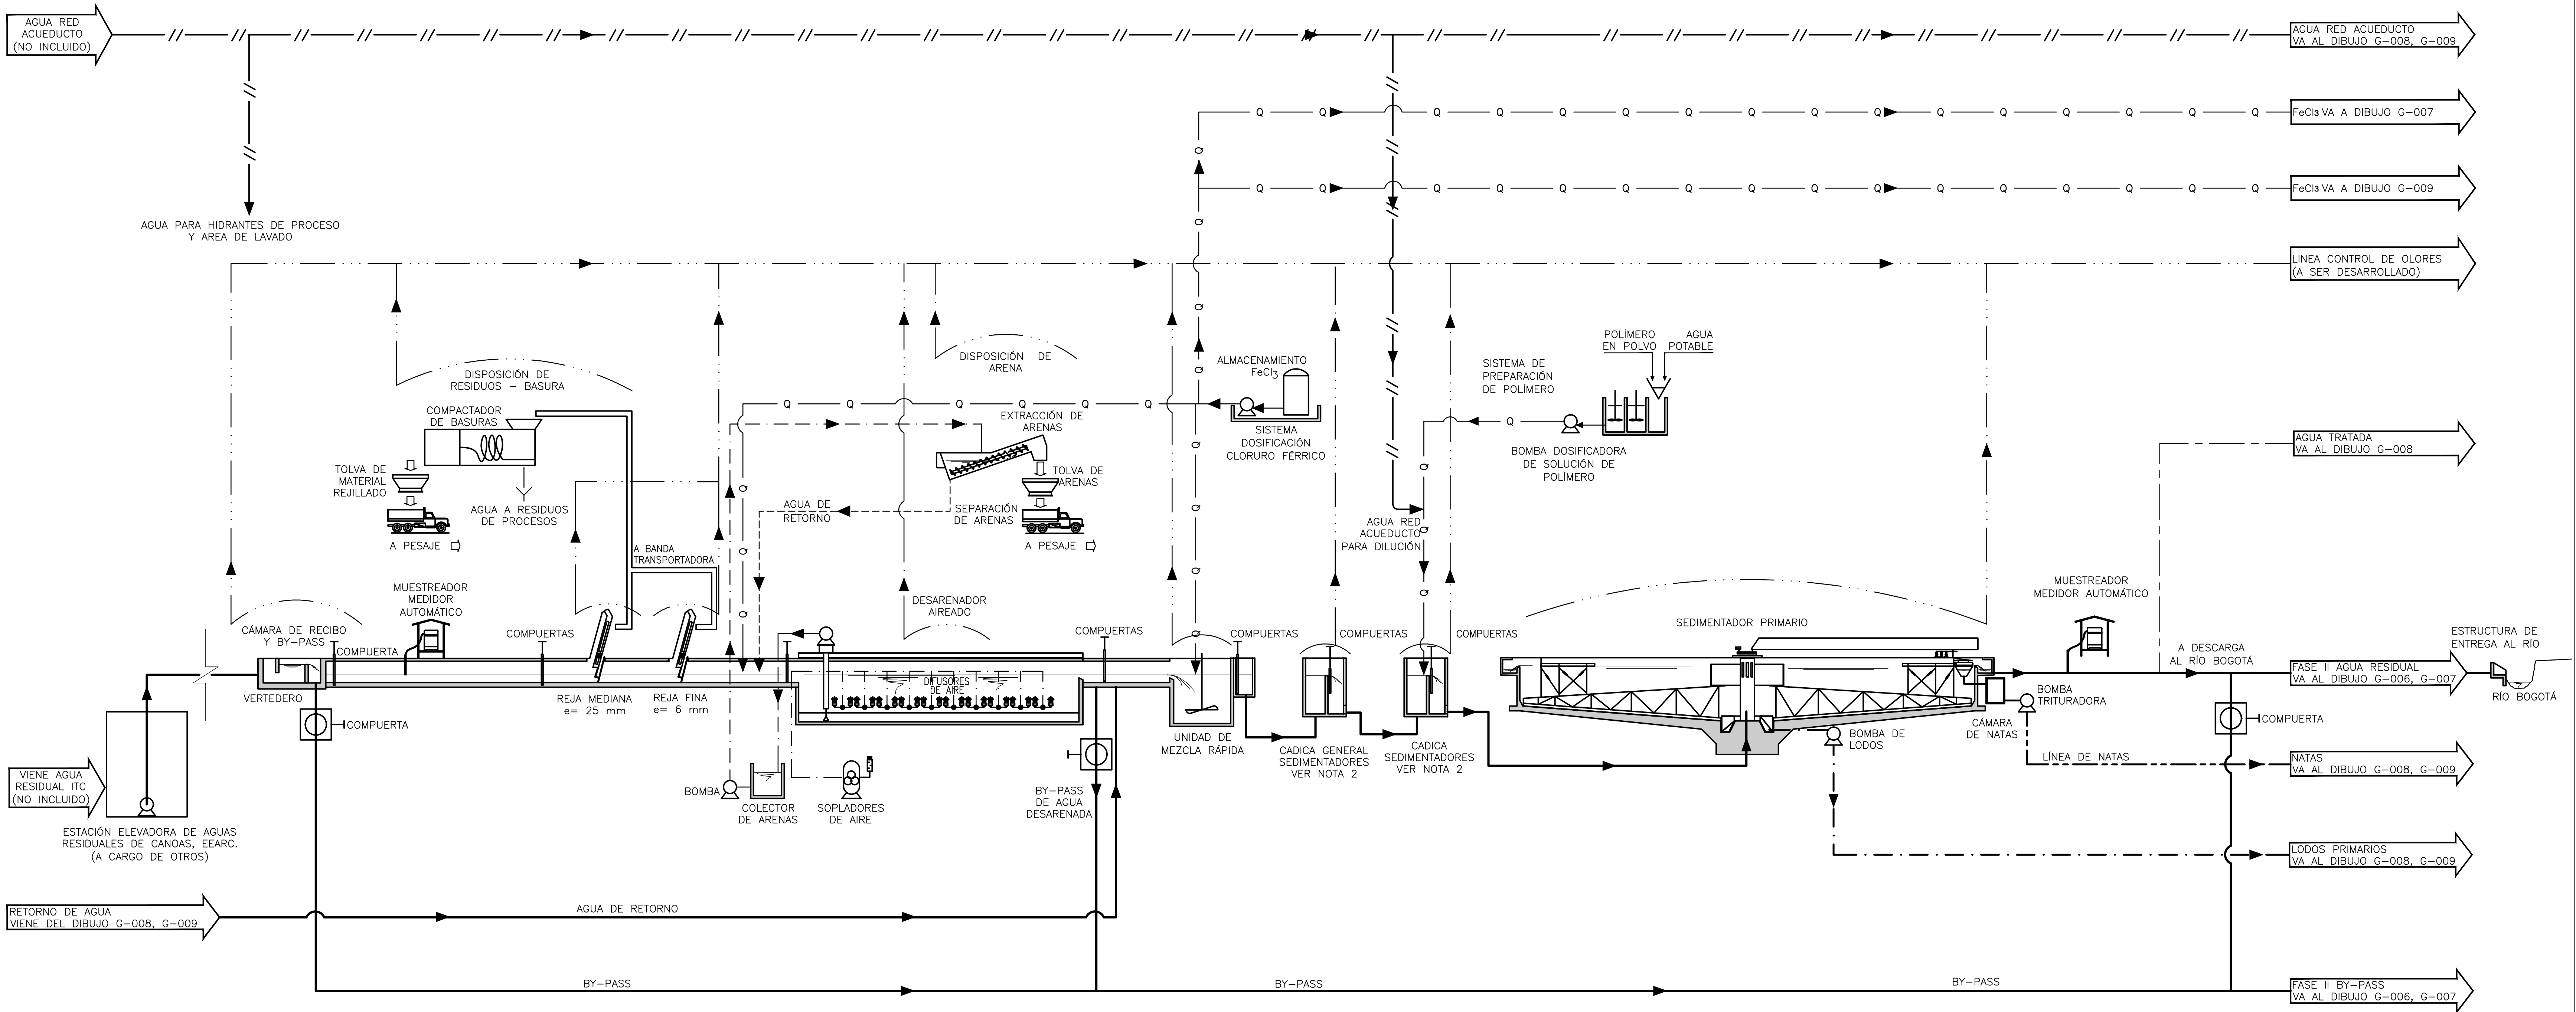 AGUA RED
ACUEDUCTO
(NO INCLUIDO)
AGUA RED ACUEDUCTO
VA AL DIBUJO G-008, G-009
FeCl3 VA A DIBUJO G-007
FeCl3 VA A DIBUJO G-009
AGUA PARA HIDRANTES DE PROCESO
Y AREA DE LAVADO
LINEA CONTROL DE OLORES
(A SER DESARROLLADO)
DISPOSICIÓN DE
RESIDUOS - BASURA
COMPACTADOR
DE BASURAS
TOLVA DE
MATERIAL
REJILLADO
A PESAJE
AGUA A RESIDUOS
DE PROCESOS
A BANDA
TRANSPORTADORA
DISPOSICIÓN DE
ARENA
EXTRACCIÓN DE
ARENAS
TOLVA DE
ARENAS
SEPARACIÓN
DE ARENAS
A PESAJE
AGUA DE
RETORNO
ALMACENAMIENTO
FeCl3
SISTEMA
DOSIFICACIÓN
CLORURO FÉRRICO
SISTEMA DE
PREPARACIÓN
DE POLÍMERO
POLÍMERO
EN POLVO
AGUA
POTABLE
BOMBA DOSIFICADORA
DE SOLUCIÓN DE
POLÍMERO
AGUA RED
ACUEDUCTO
PARA DILUCIÓN
AGUA TRATADA
VA AL DIBUJO G-008
CÁMARA DE RECIBO
Y BY-PASS
COMPUERTA
MUESTREADOR
MEDIDOR
AUTOMÁTICO
COMPUERTAS
DESARENADOR
AIREADO
COMPUERTAS
COMPUERTAS
COMPUERTAS
COMPUERTAS
SEDIMENTADOR PRIMARIO
MUESTREADOR
MEDIDOR AUTOMÁTICO
A DESCARGA
AL RÍO BOGOTÁ
ESTRUCTURA DE
ENTREGA AL RÍO
RÍO BOGOTÁ
FASE II AGUA RESIDUAL
VA AL DIBUJO G-006, G-007
VERTEDERO
COMPUERTA
REJA MEDIANA
e= 25 mm
REJA FINA
e= 6 mm
DIFUSORES
DE AIRE
UNIDAD DE
MEZCLA RÁPIDA
CADICA GENERAL
SEDIMENTADORES
VER NOTA 2
CADICA
SEDIMENTADORES
VER NOTA 2
BOMBA DE
LODOS
CÁMARA
DE NATAS
BOMBA
TRITURADORA
COMPUERTA
LÍNEA DE NATAS
NATAS
VA AL DIBUJO G-008, G-009
VIENE AGUA
RESIDUAL ITC
(NO INCLUIDO)
ESTACIÓN ELEVADORA DE AGUAS
RESIDUALES DE CANOAS, EEARC.
(A CARGO DE OTROS)
BOMBA
COLECTOR
DE ARENAS
SOPLADORES
DE AIRE
BY-PASS
DE AGUA
DESARENADA
LODOS PRIMARIOS
VA AL DIBUJO G-008, G-009
RETORNO DE AGUA
VIENE DEL DIBUJO G-008, G-009
AGUA DE RETORNO
BY-PASS
BY-PASS
BY-PASS
FASE II BY-PASS
VA AL DIBUJO G-006, G-007